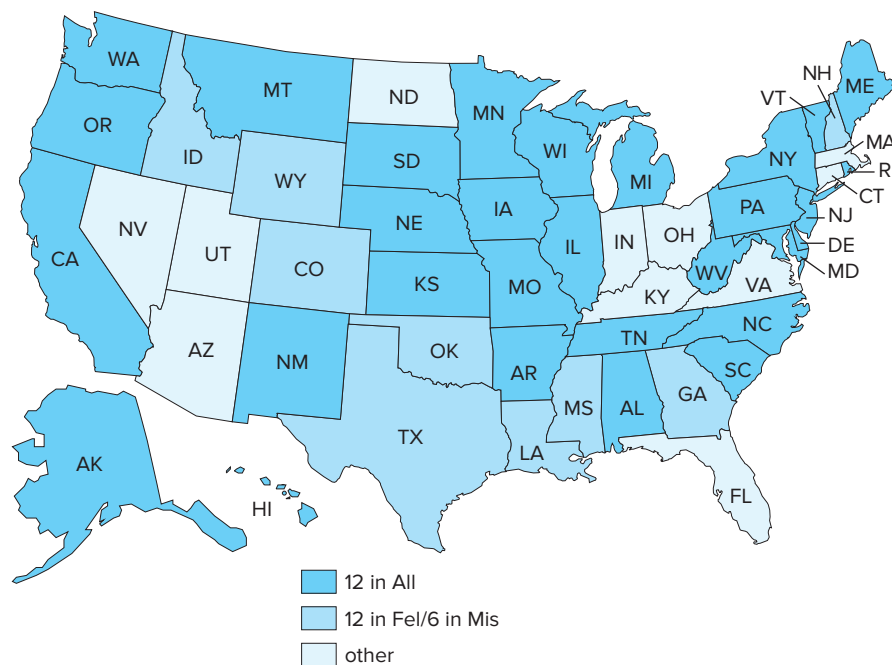 WA
MT
ND
MN
OR
ID
WY
SD
WI
MI
NY
VT
NH
ME
MA
R
CT
NJ
PA
DE
MD
NE
IA
IL
IN
OH
WV
VA
NV
UT
CO
KS
MO
KY
CA
AZ
NM
OK
AR
TN
NC
SC
TX
LA
MS
AL
GA
FL
AK
HI
12 in All
12 in Fel/6 in Mis
other